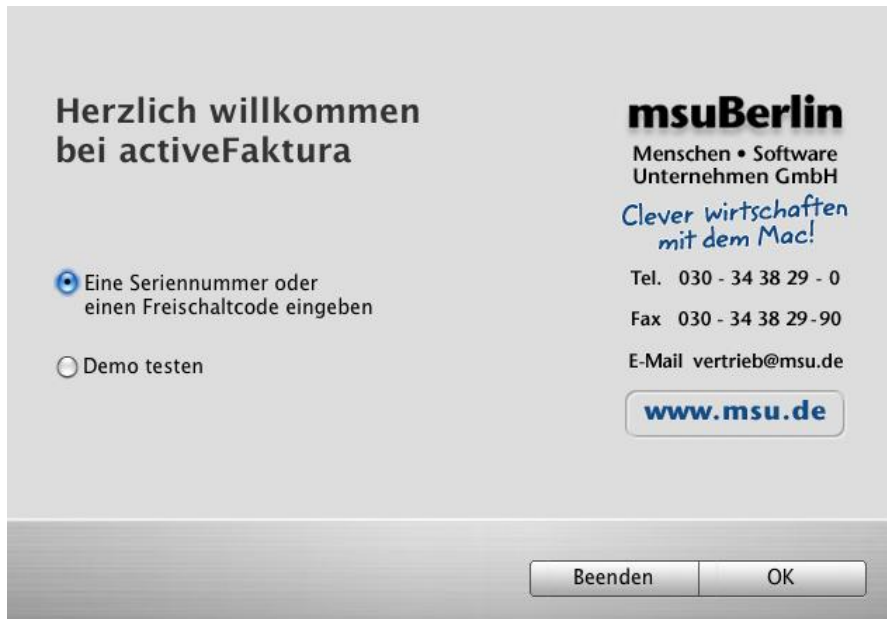 Herzlich willkommen
bei activeFaktura
Eine Seriennummer oder
einen Freischaltcode eingeben
Demo testen
msuBerlin
Menschen • Software
Unternehmen GmbH
Clever wirtschaften
mit dem Mac!
Tel. 030 - 34 38 29 - 0
Fax 030 - 34 38 29 - 90
E-Mail vertrieb@msu.de
www.msu.de
Beenden
OK